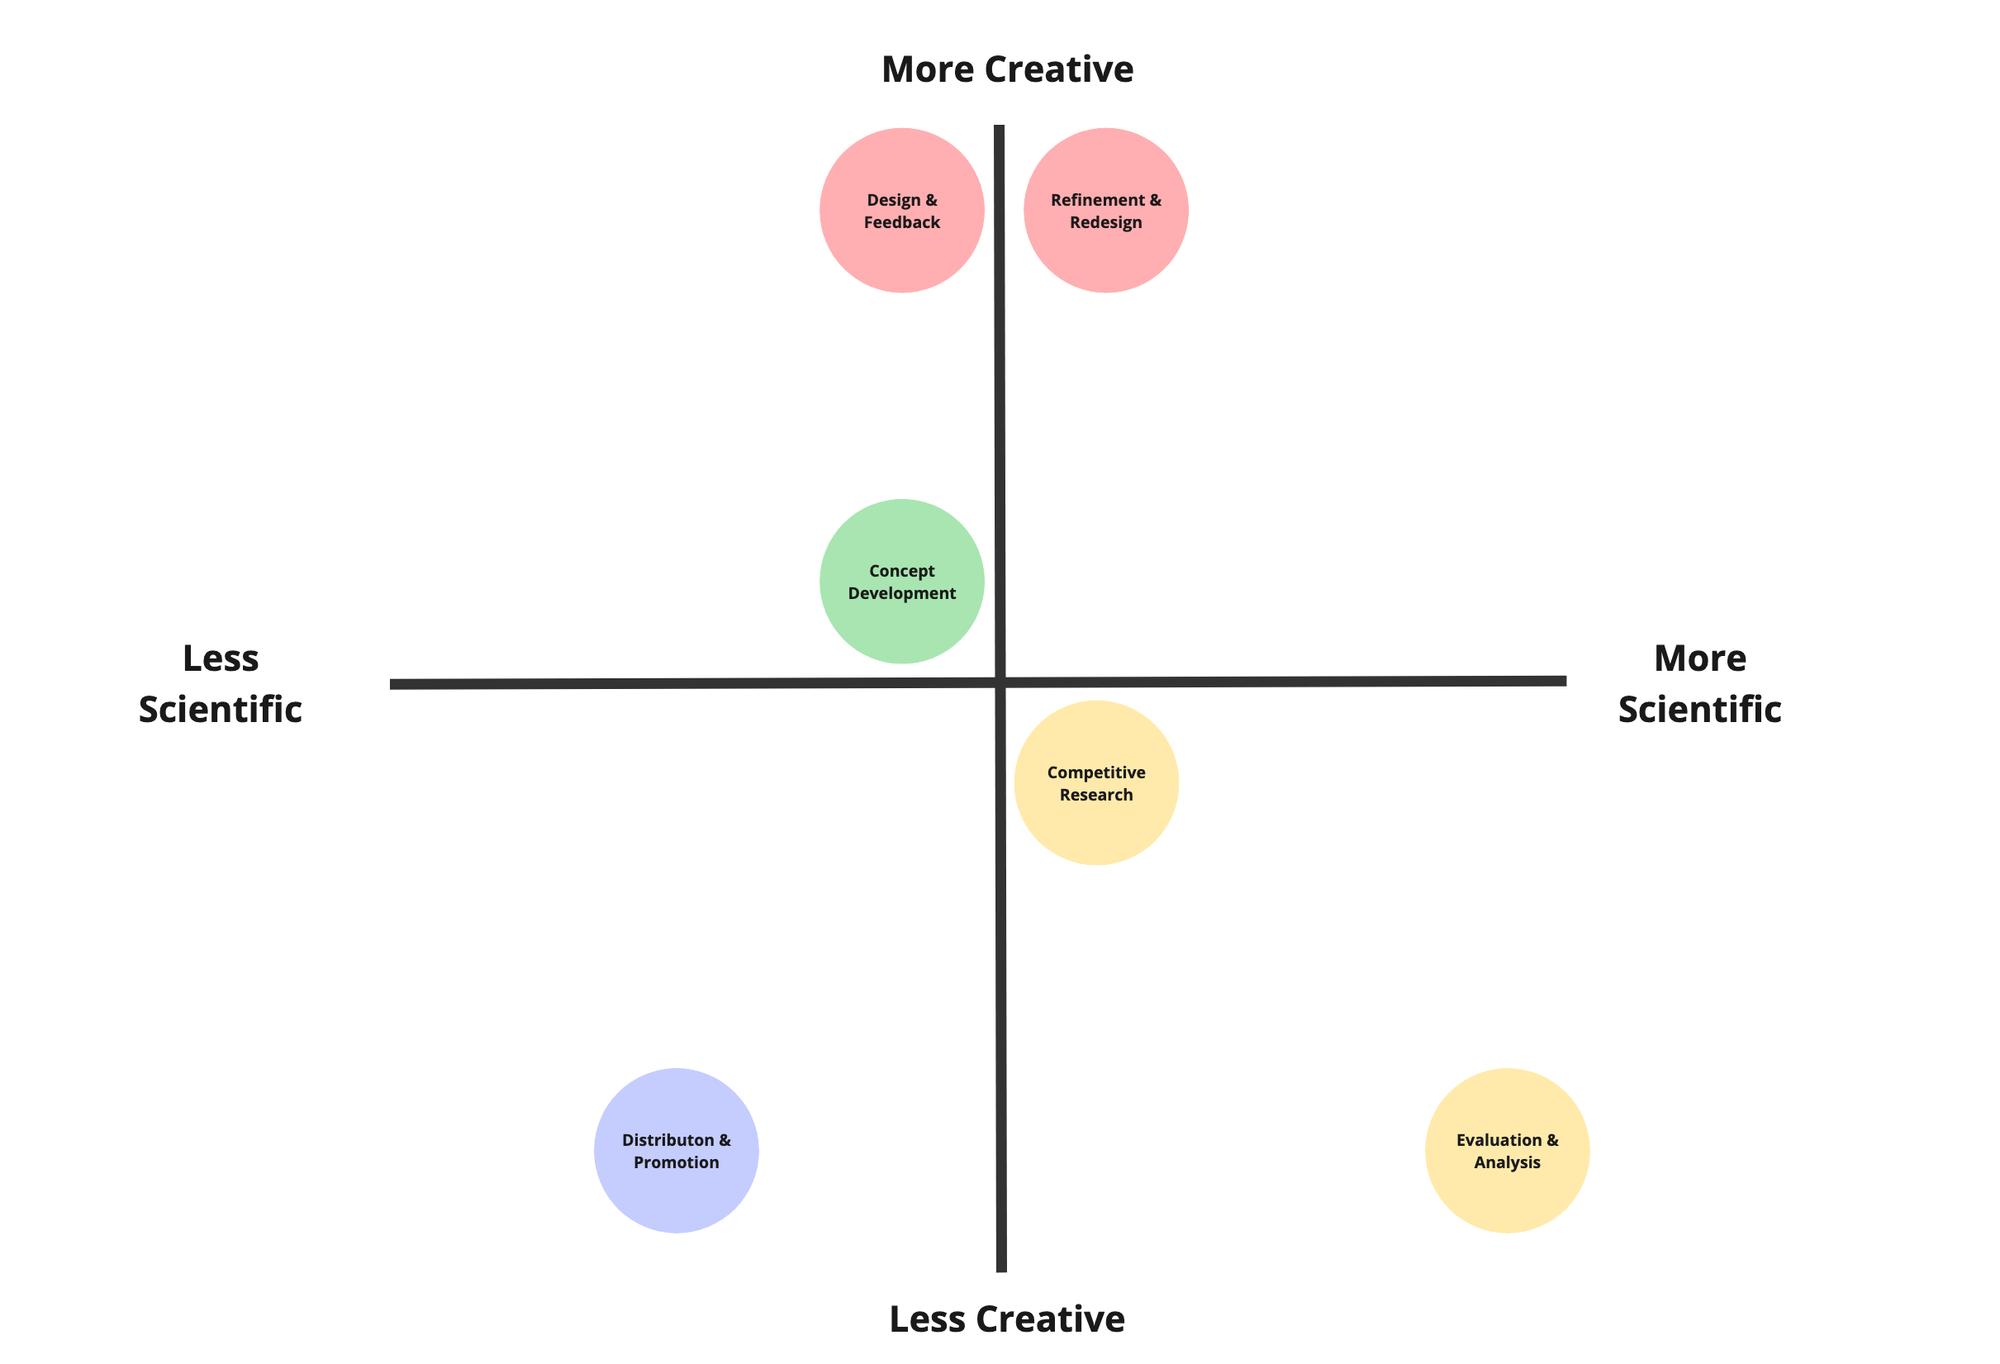 More Creative
Design &
Feedback
Refinement &
Redesign
Concept
Development
Less
Scientific
More
Scientific
Competitive
Research
Distributon &
Promotion
Evaluation &
Analysis
Less Creative